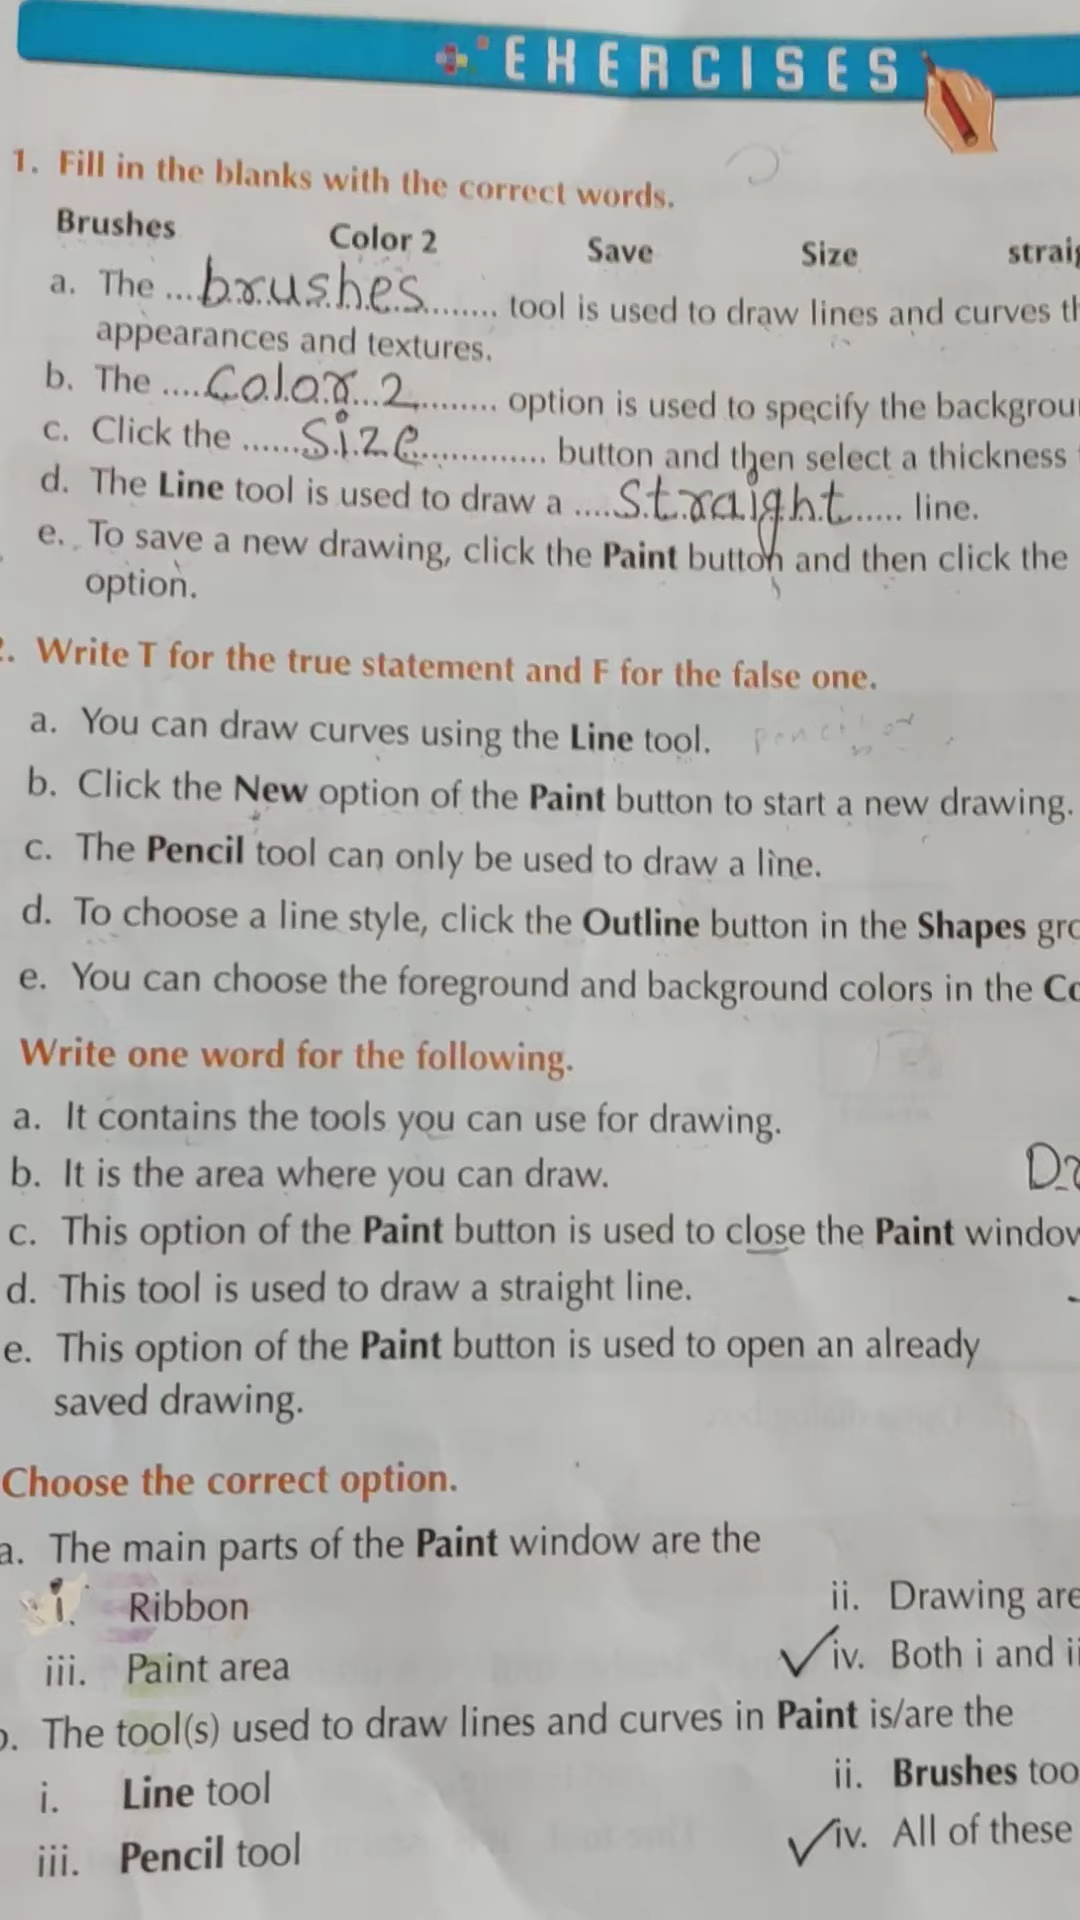 EXERCISES
1. Fill in the blanks with the correct words.
Brushes Color 2 Save Size
a. The ....brushes........ tool is used to draw lines and curves
appearances and textures.
b. The ....Color 2......... option is used to specify the
c. Click the ......Size.............. button and then select a thickness
d. The Line tool is used to draw a ....straight...... line.
e. To save a new drawing, click the Paint button and then click the
option.
. Write T for the true statement and F for the false one.
a. You can draw curves using the Line tool.
b. Click the New option of the Paint button to start a new drawing.
c. The Pencil tool can only be used to draw a line.
d. To choose a line style, click the Outline button in the Shapes
e. You can choose the foreground and background colors in the
Write one word for the following.
a. It contains the tools you can use for drawing.
b. It is the area where you can draw.
c. This option of the Paint button is used to close the Paint
d. This tool is used to draw a straight line.
e. This option of the Paint button is used to open an already
saved drawing.
Choose the correct option.
a. The main parts of the Paint window are the
i. Ribbon ii. Drawing
iii. Paint area ✓iv. Both i and
. The tool(s) used to draw lines and curves in Paint is/are the
i. Line tool ii. Brushes
iii. Pencil tool ✓iv. All of these